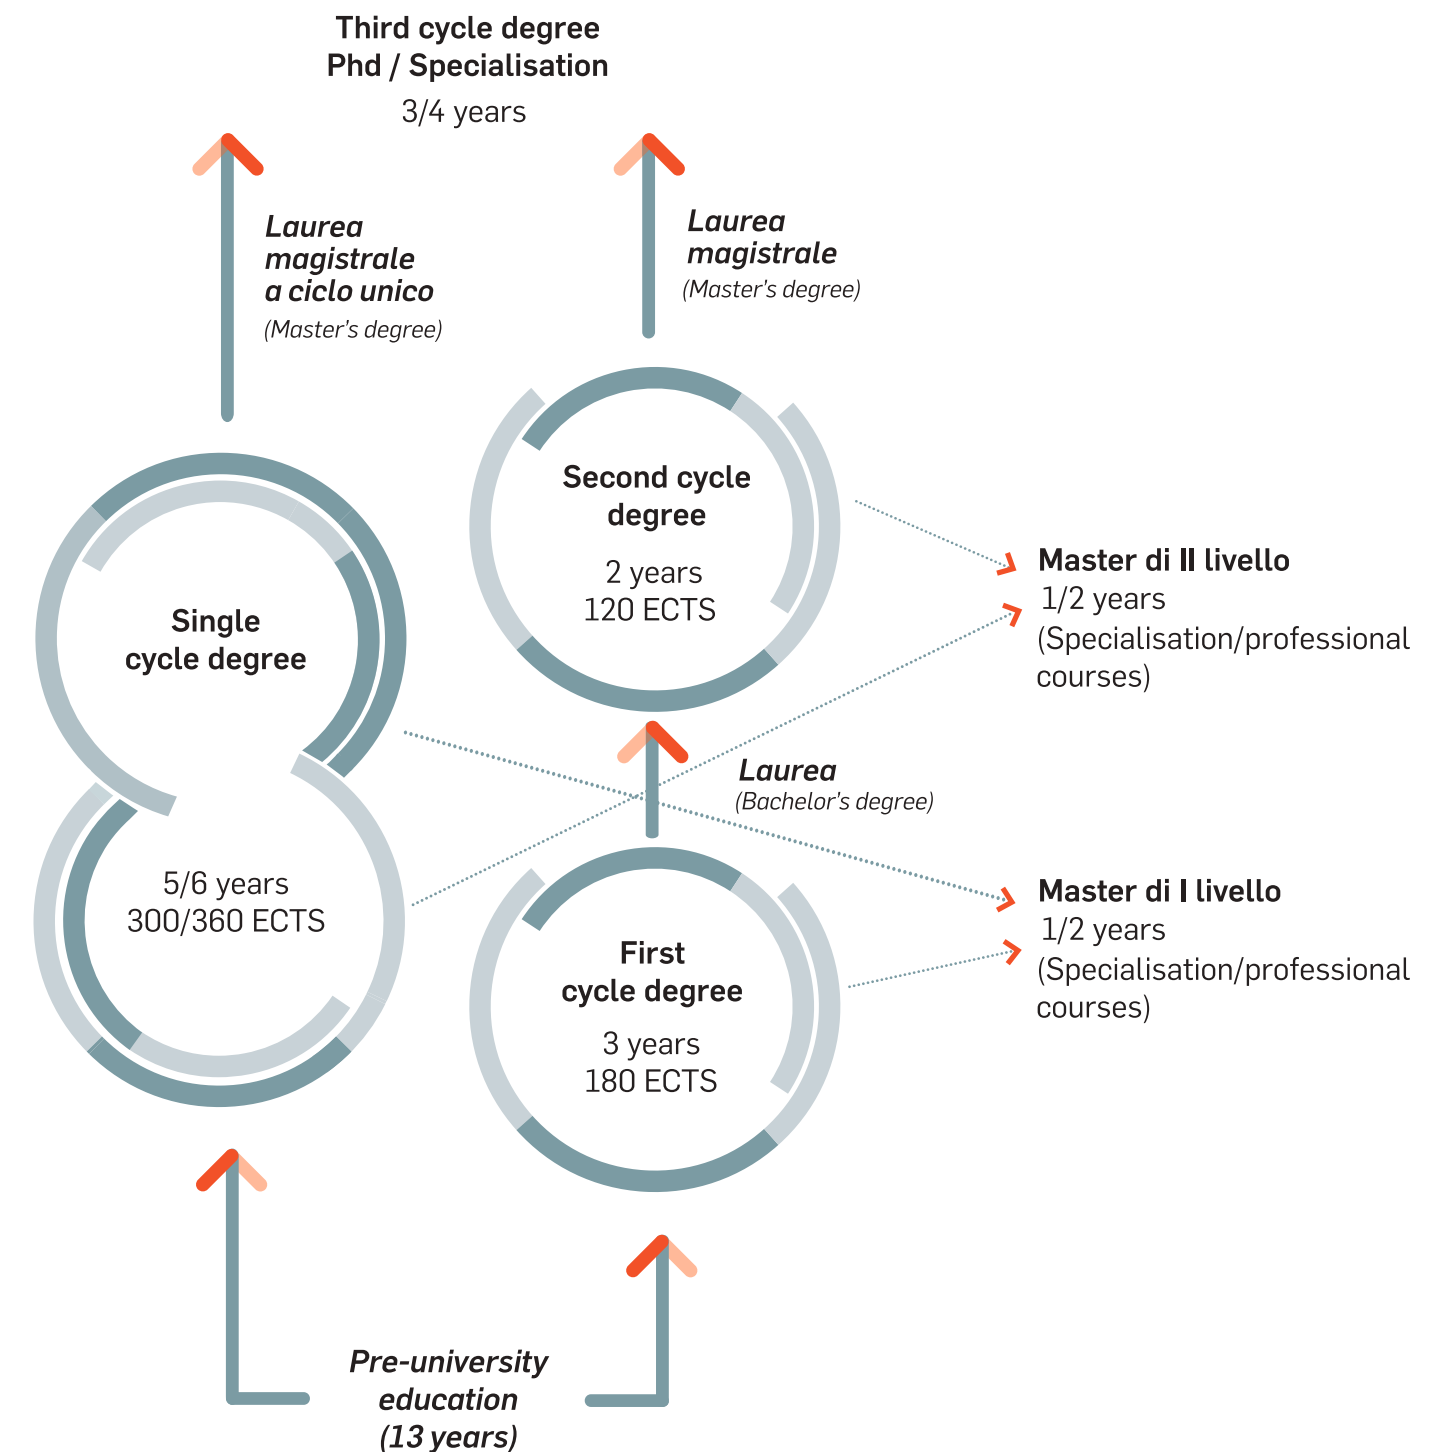 Third cycle degree
Phd / Specialisation
3/4 years
Laurea
magistrale
a ciclo unico
(Master's degree)
Laurea
magistrale
(Master's degree)
Second cycle
degree
2 years
120 ECTS
Master di II livello
1/2 years
(Specialisation/professional
courses)
Single
cycle degree
5/6 years
300/360 ECTS
Laurea
(Bachelor's degree)
First
cycle degree
3 years
180 ECTS
Master di I livello
1/2 years
(Specialisation/professional
courses)
Pre-university
education
(13 years)